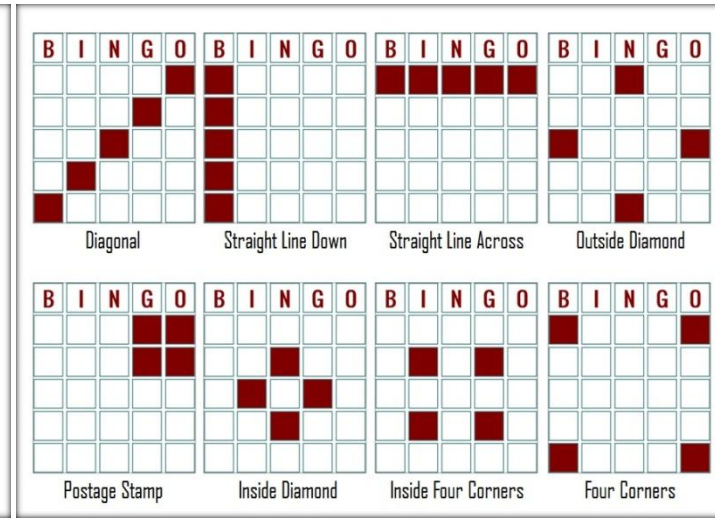 B I N G O B I N G O B I N G O B I N G O
Diagonal Straight Line Down Straight Line Across Outside Diamond
B I N G O B I N G O B I N G O B I N G O
Postage Stamp Inside Diamond Inside Four Corners Four Corners